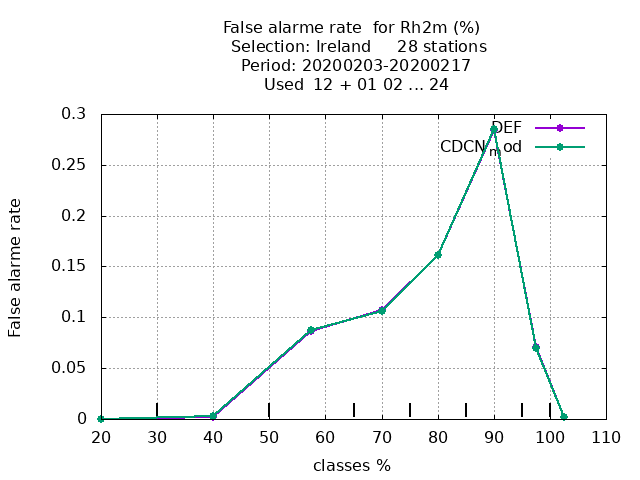 False alarme rate  for Rh2m (%)
Selection: Ireland     28 stations
Period: 20200203-20200217
Used  12 + 01 02 ... 24
DEF
CDCN_mod
False alarme rate
0.3
0.25
0.2
0.15
0.1
0.05
0
20 30 40 50 60 70 80 90 100 110
classes %